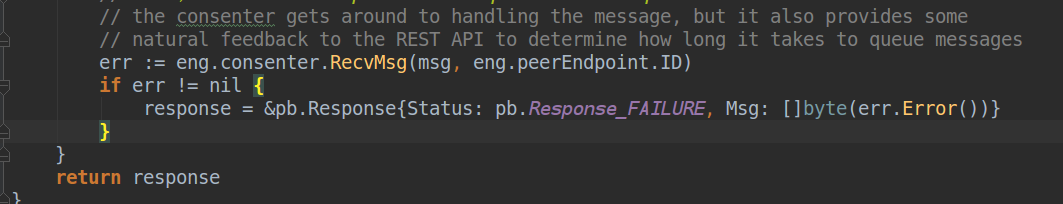 // the consenter gets around to handling the message, but it also provides some
// natural feedback to the REST API to determine how long it takes to queue messages
err := eng.consenter.RecvMsg(msg, eng.peerEndpoint.ID)
if err != nil {
response = &pb.Response{Status: pb.Response_FAILURE, Msg: []byte(err.Error())}
}
}
return response
}